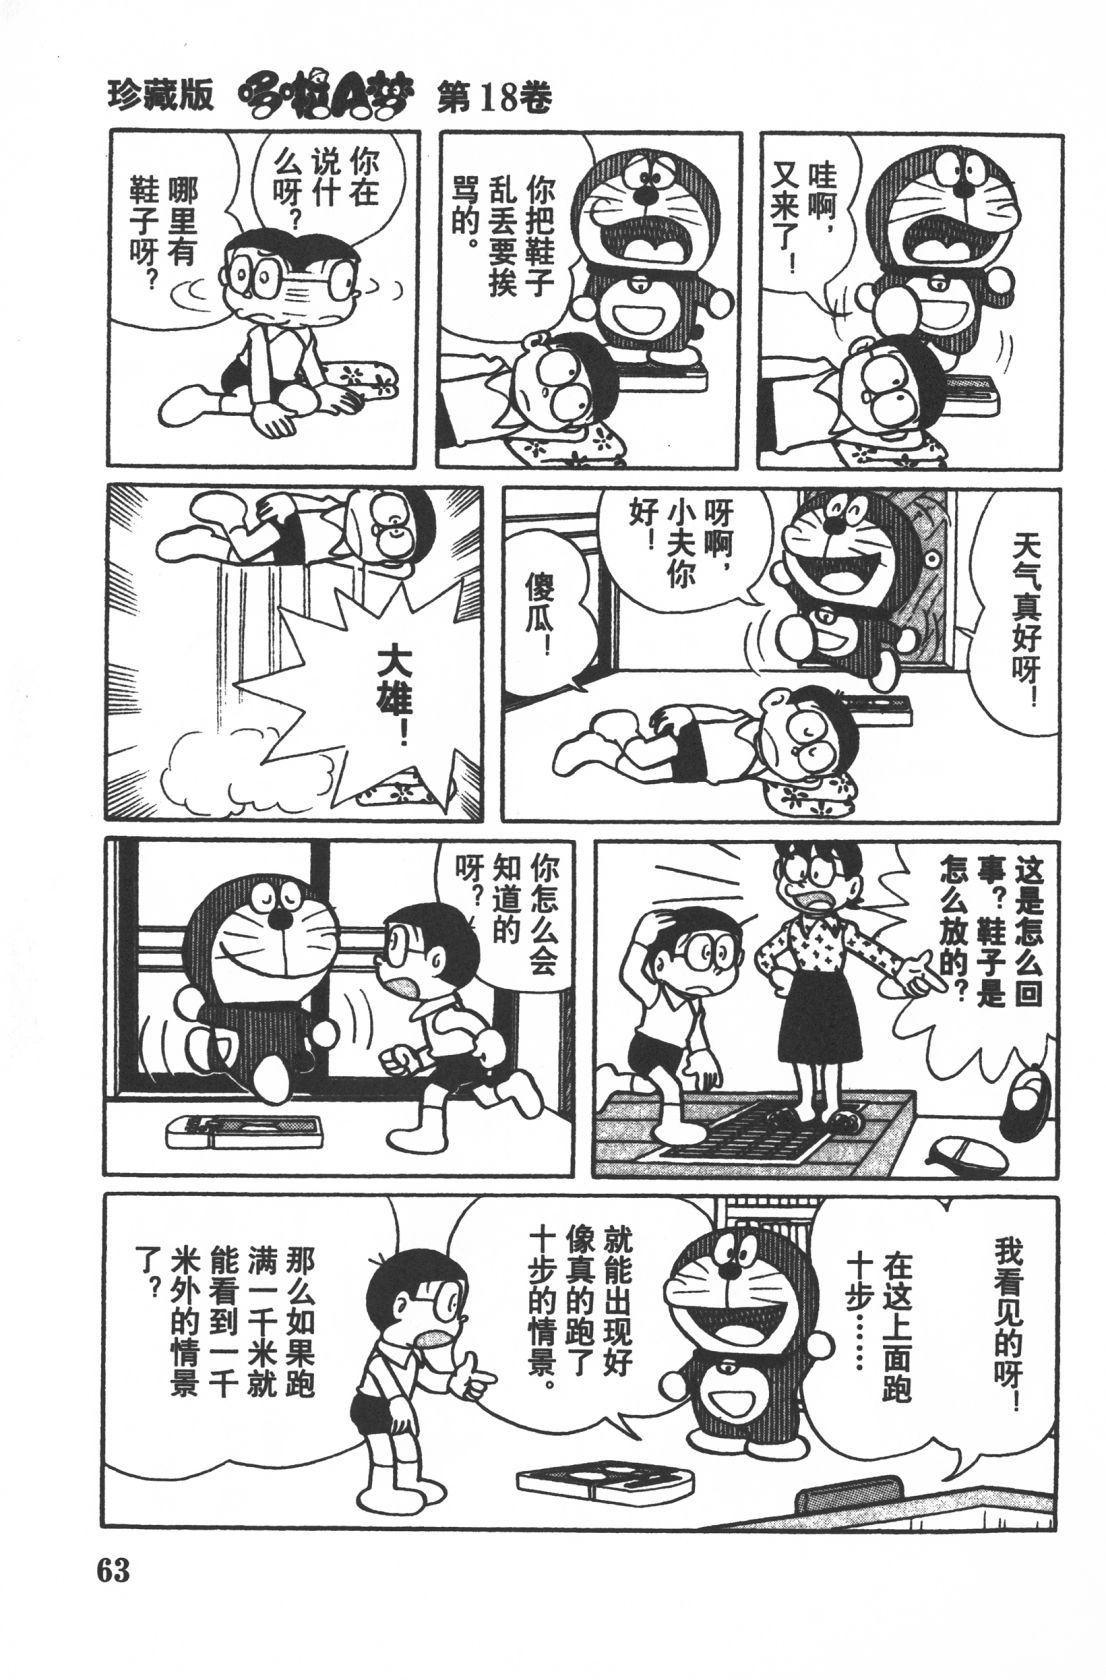 珍藏版 哆啦A梦 第18卷
哇啊，
又来了！
你把鞋子
乱丢要挨
骂的。
你在
说什
么呀？
哪里有
鞋子呀？
天气真好呀！
呀啊，
小夫你
好！
傻瓜！
大雄！
这是怎么回
事？鞋子是
怎么放的？
你怎么会
知道的
呀？
我看见的呀！
在这上面跑
十步……
就能出现好
像真的跑了
十步的情景。
那么如果跑
满一千米就
能看到一千
米外的情景
了？
63